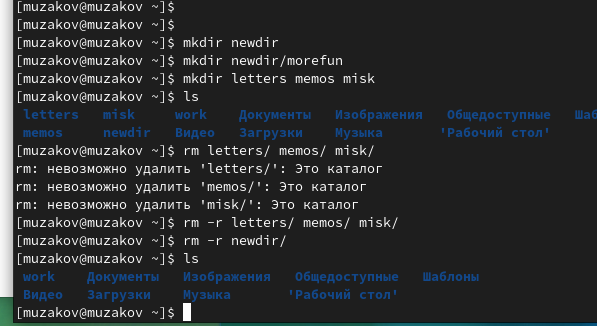 [muzakov@muzakov ~]$
[muzakov@muzakov ~]$
[muzakov@muzakov ~]$ mkdir newdir
[muzakov@muzakov ~]$ mkdir newdir/morefun
[muzakov@muzakov ~]$ mkdir letters memos misk
[muzakov@muzakov ~]$ ls
letters misk work Документы Изображения Общедоступные Шаб
memos newdir Видео Загрузки Музыка 'Рабочий стол'
[muzakov@muzakov ~]$ rm letters/ memos/ misk/
rm: невозможно удалить 'letters/': Это каталог
rm: невозможно удалить 'memos/': Это каталог
rm: невозможно удалить 'misk/': Это каталог
[muzakov@muzakov ~]$ rm -r letters/ memos/ misk/
[muzakov@muzakov ~]$ rm -r newdir/
[muzakov@muzakov ~]$ ls
work Документы Изображения Общедоступные Шаблоны
Видео Загрузки Музыка 'Рабочий стол'
[muzakov@muzakov ~]$